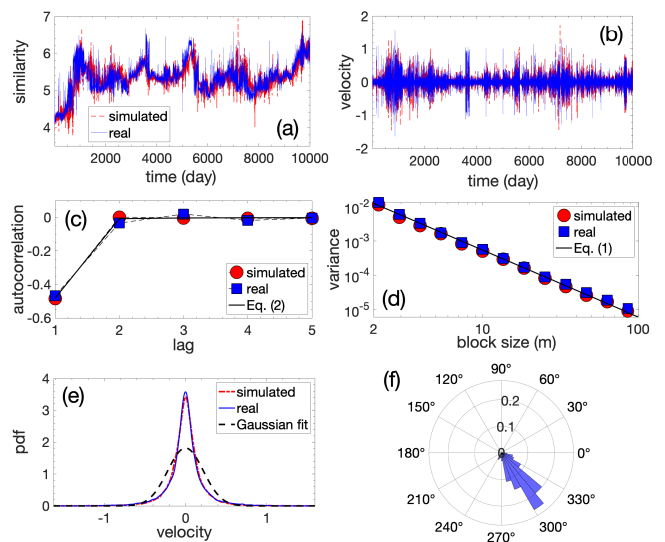 7
6
5
4
similarity
simulated
real
(a)
2000 4000 6000 8000 10000
time (day)
2
1
0
-1
-2
velocity
(b)
2000 4000 6000 8000 10000
time (day)
0
-0.2
-0.4
-0.6
autocorrelation
(c)
simulated
real
Eq. (2)
1 2 3 4 5
lag
10^-2
10^-3
10^-4
10^-5
variance
simulated
real
Eq. (1)
(d)
2 10 100
block size (m)
4
3
2
1
0
pdf
(e)
simulated
real
Gaussian fit
-1 0 1
velocity
(f)
90°
120° 60°
150° 30°
180° 0°
210° 330°
240° 300°
270°
0.2
0.1
0